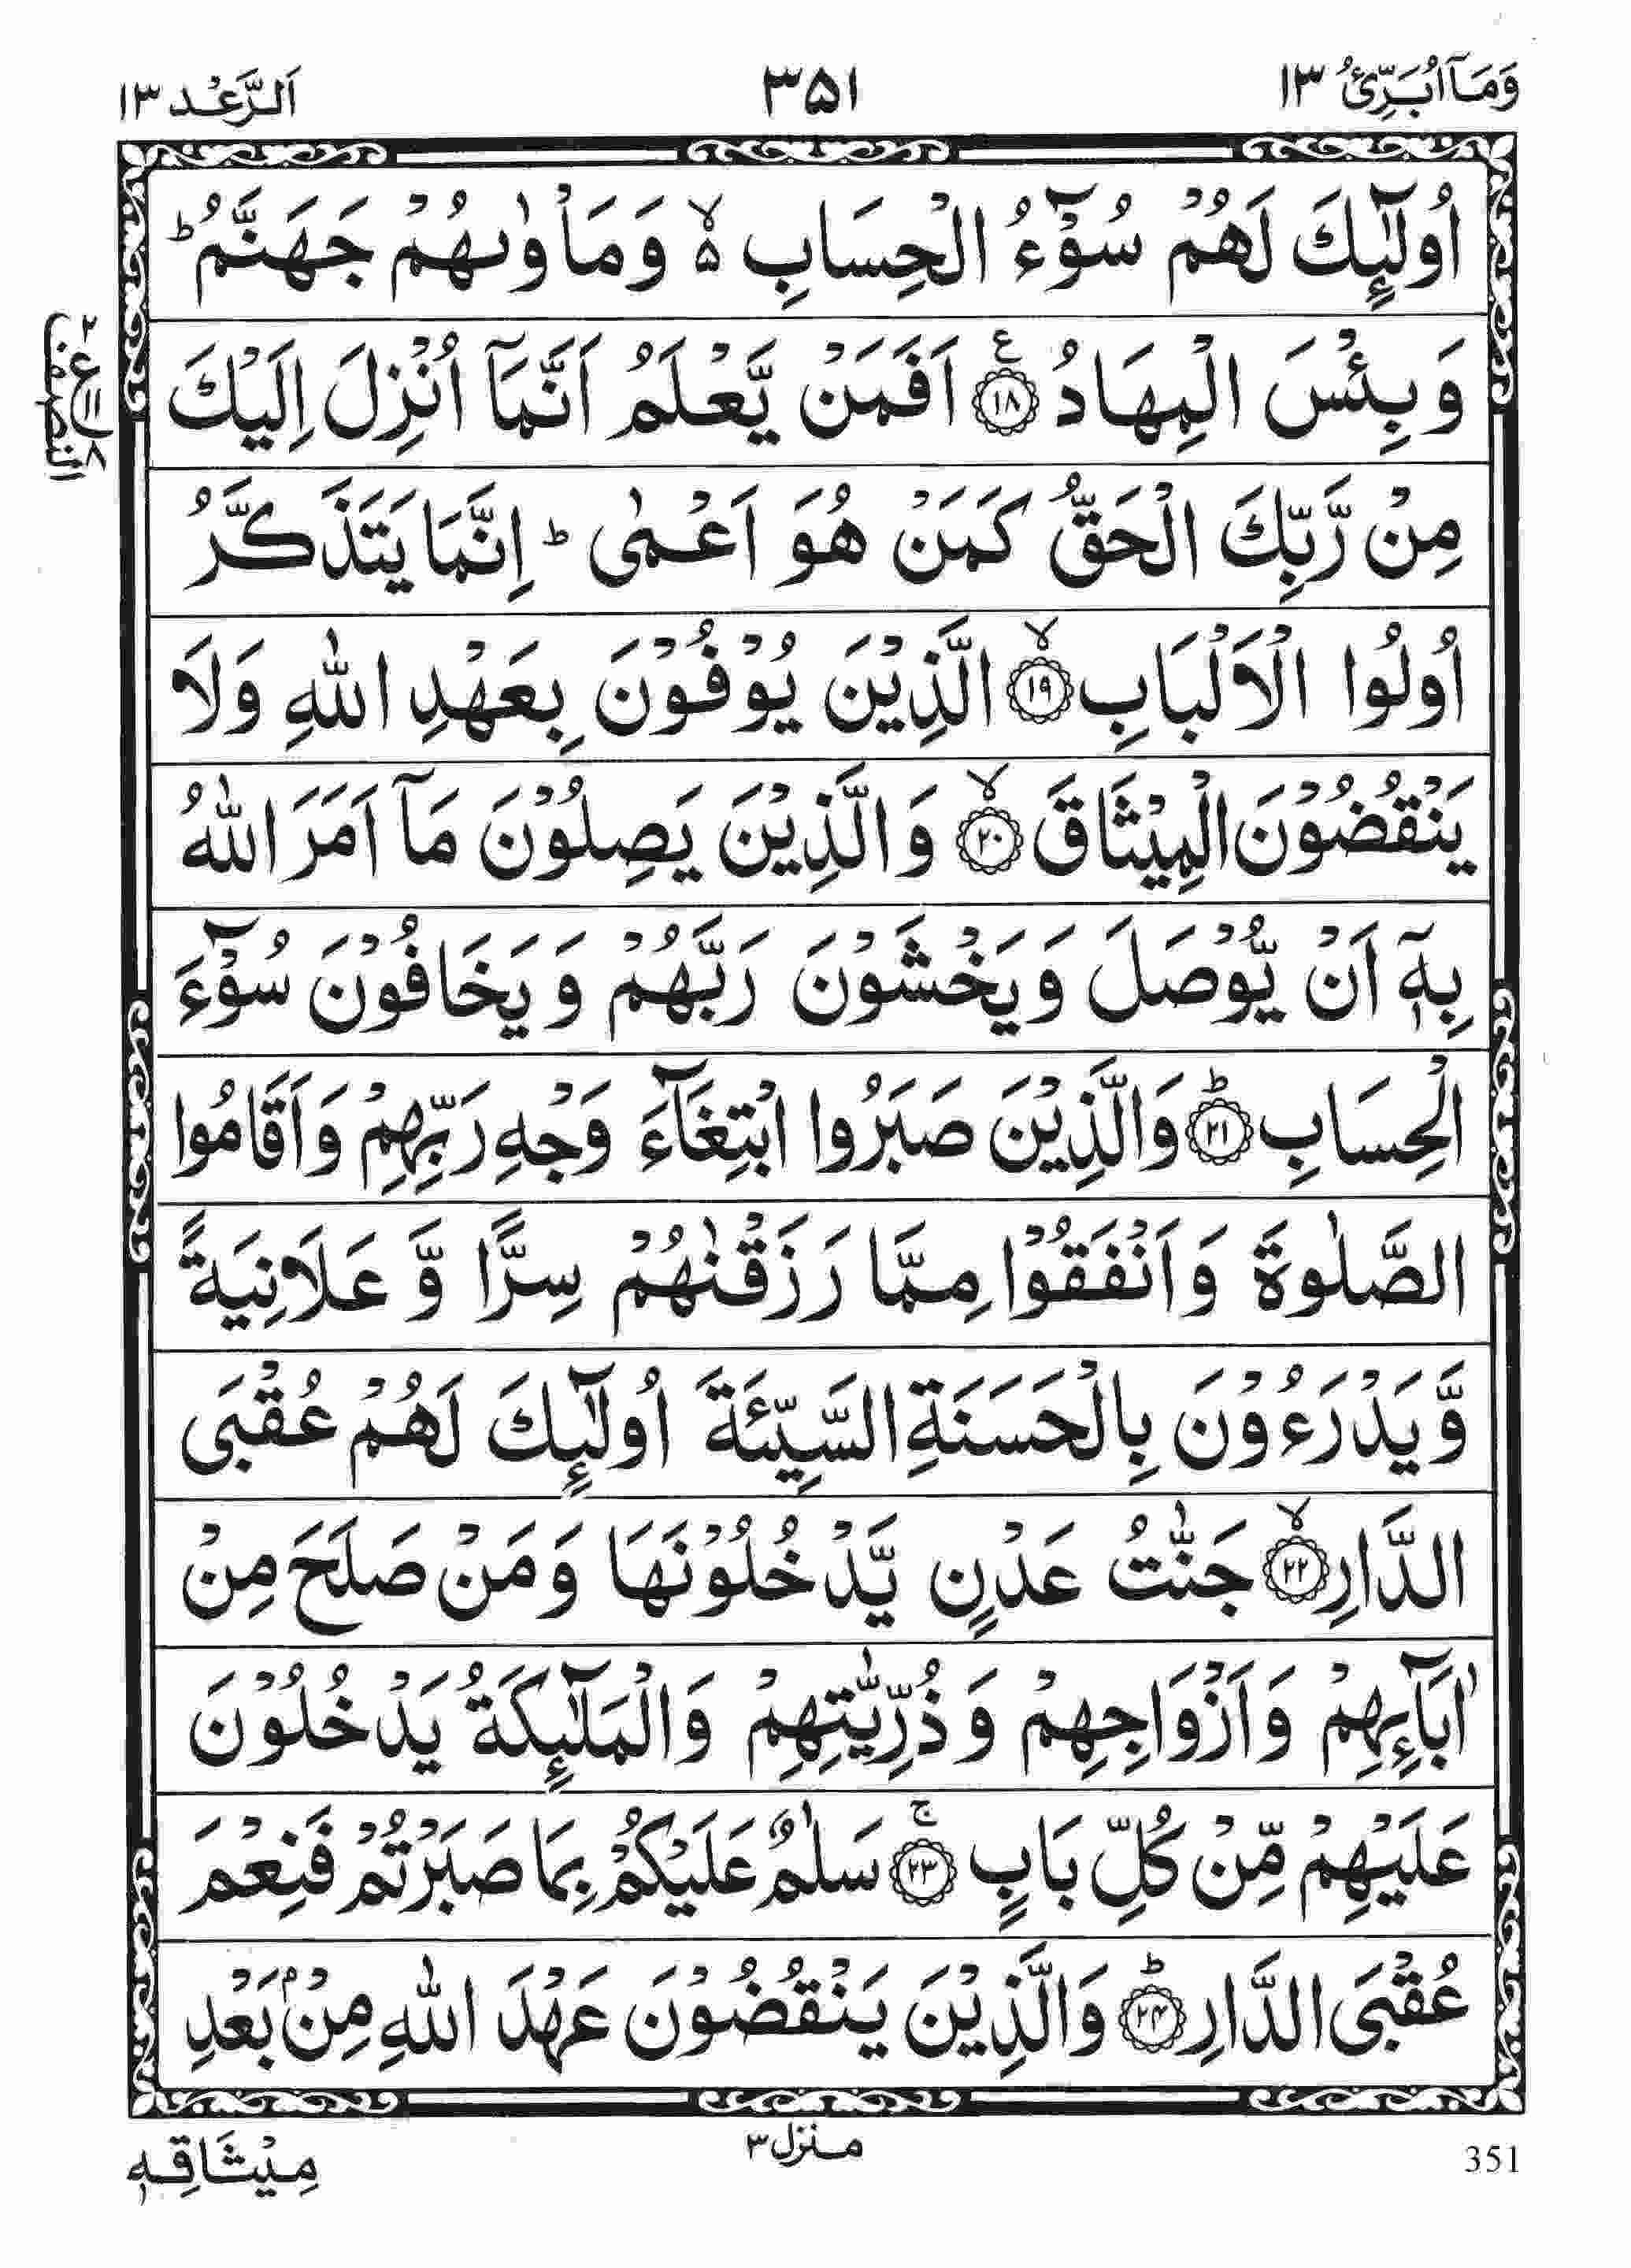 وَمَآ اُبَرِّئُ ١٣
٣٥١
اَلرَّعْد ١٣
اُولٰٓئِكَ لَهُمْ سُوْٓءُ الْحِسَابِ ۙ۵ وَمَاْوٰىهُمْ جَهَنَّمُ ؕ
وَبِئْسَ الْمِهَادُ ﴿١٨﴾ ع اَفَمَنْ يَّعْلَمُ اَنَّمَآ اُنْزِلَ اِلَيْكَ
مِنْ رَّبِّكَ الْحَقُّ كَمَنْ هُوَ اَعْمٰى ؕ اِنَّمَا يَتَذَكَّرُ
اُولُوا الْاَلْبَابِ ﴿١٩﴾ ۙ الَّذِيْنَ يُوْفُوْنَ بِعَهْدِ اللّٰهِ وَلَا
يَنْقُضُوْنَ الْمِيْثَاقَ ﴿٢٠﴾ ۙ وَالَّذِيْنَ يَصِلُوْنَ مَآ اَمَرَ اللّٰهُ
بِهٖٓ اَنْ يُّوْصَلَ وَيَخْشَوْنَ رَبَّهُمْ وَيَخَافُوْنَ سُوْٓءَ
الْحِسَابِ ﴿٢١﴾ ؕ وَالَّذِيْنَ صَبَرُوا ابْتِغَآءَ وَجْهِ رَبِّهِمْ وَاَقَامُوا
الصَّلٰوةَ وَاَنْفَقُوْا مِمَّا رَزَقْنٰهُمْ سِرًّا وَّ عَلَانِيَةً
وَّيَدْرَءُوْنَ بِالْحَسَنَةِ السَّيِّئَةَ اُولٰٓئِكَ لَهُمْ عُقْبَى
الدَّارِ ﴿٢٢﴾ ۙ جَنّٰتُ عَدْنٍ يَّدْخُلُوْنَهَا وَمَنْ صَلَحَ مِنْ
اٰبَآءِهِمْ وَاَزْوَاجِهِمْ وَذُرِّيّٰتِهِمْ وَالْمَلٰٓئِكَةُ يَدْخُلُوْنَ
عَلَيْهِمْ مِّنْ كُلِّ بَابٍ ﴿٢٣﴾ ۚ سَلٰمٌ عَلَيْكُمْ بِمَا صَبَرْتُمْ فَنِعْمَ
عُقْبَى الدَّارِ ﴿٢٤﴾ ؕ وَالَّذِيْنَ يَنْقُضُوْنَ عَهْدَ اللّٰهِ مِنْۢ بَعْدِ
النصف
ع
٢
١١
٨
منزل ٣
مِيْثَاقِهٖ
351